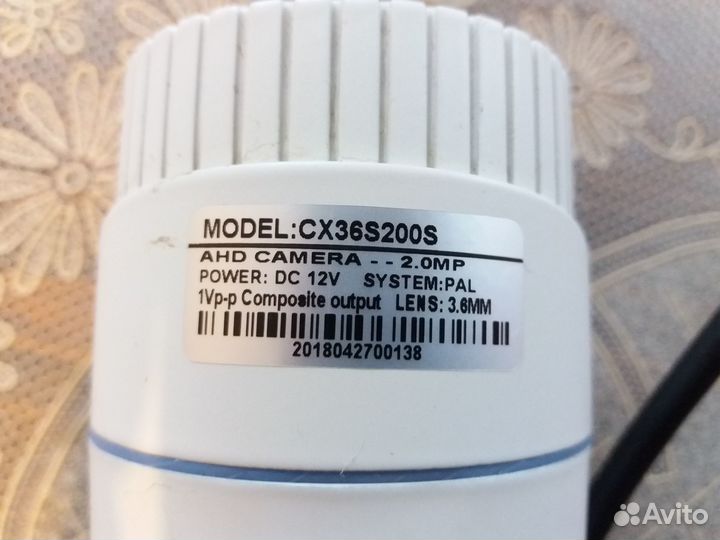 MODEL:CX36S200S
AHD CAMERA - - 2.0MP
POWER: DC 12V SYSTEM:PAL
1Vp-p Composite output LENS: 3.6MM
2018042700138
Avito